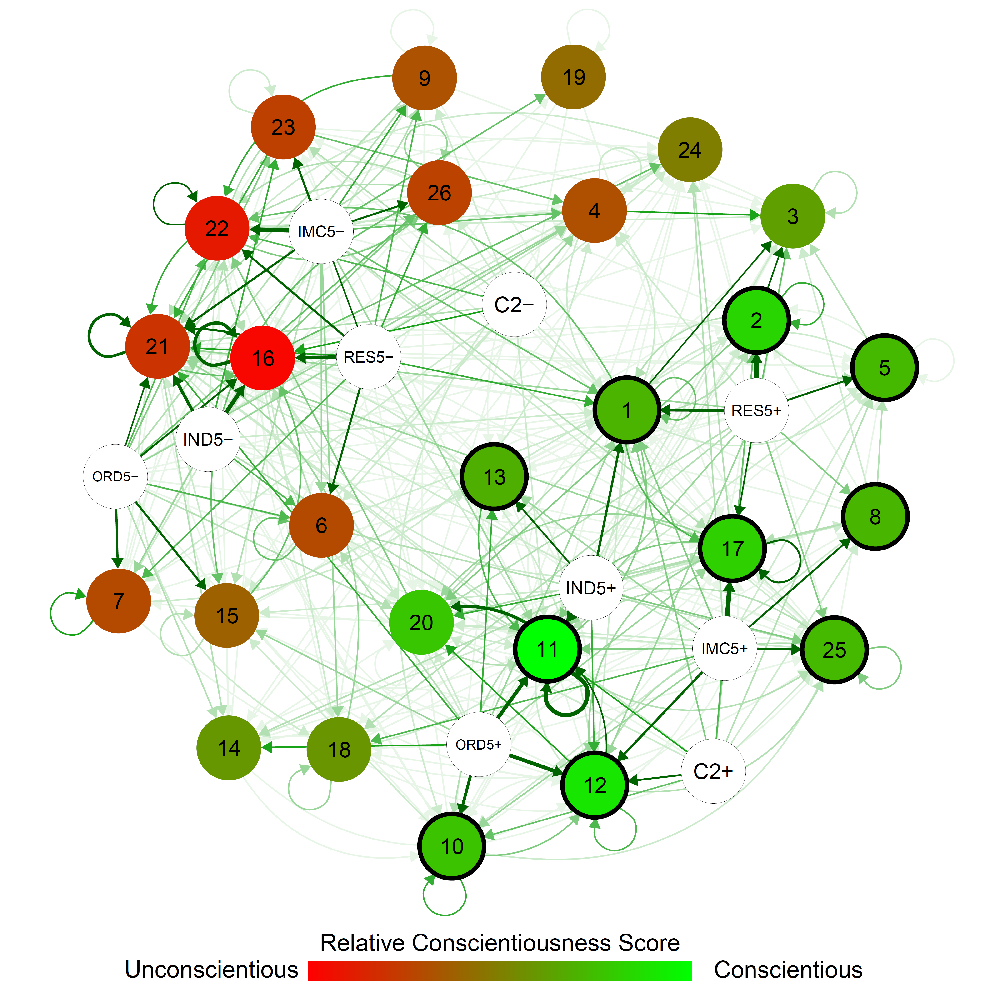 9
19
23
24
26
4
3
22
IMC5−
C2−
2
21
16
RES5−
5
1
RES5+
IND5−
ORD5−
13
8
6
17
IND5+
7
15
20
11
IMC5+
25
14
18
ORD5+
C2+
12
10
Relative Conscientiousness Score
Unconscientious
Conscientious